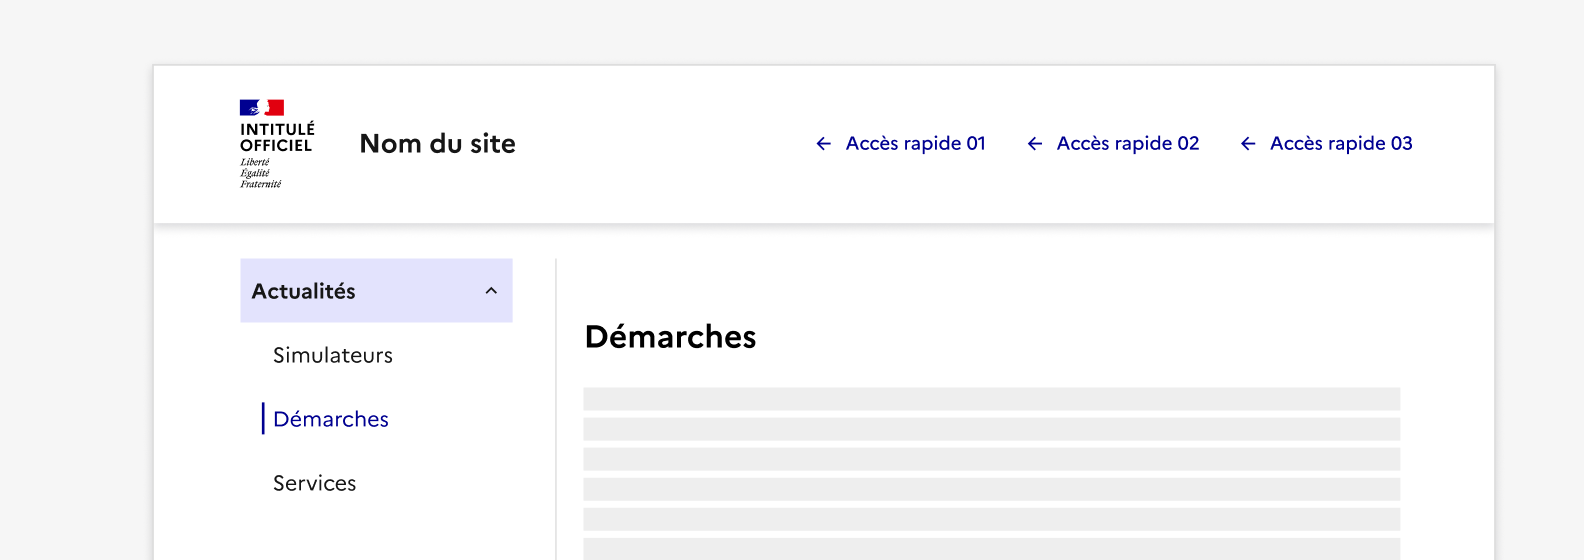 INTITULÉ
OFFICIEL
Liberté
Égalité
Fraternité
Nom du site
Accès rapide 01
Accès rapide 02
Accès rapide 03
Actualités
Simulateurs
Démarches
Services
Démarches